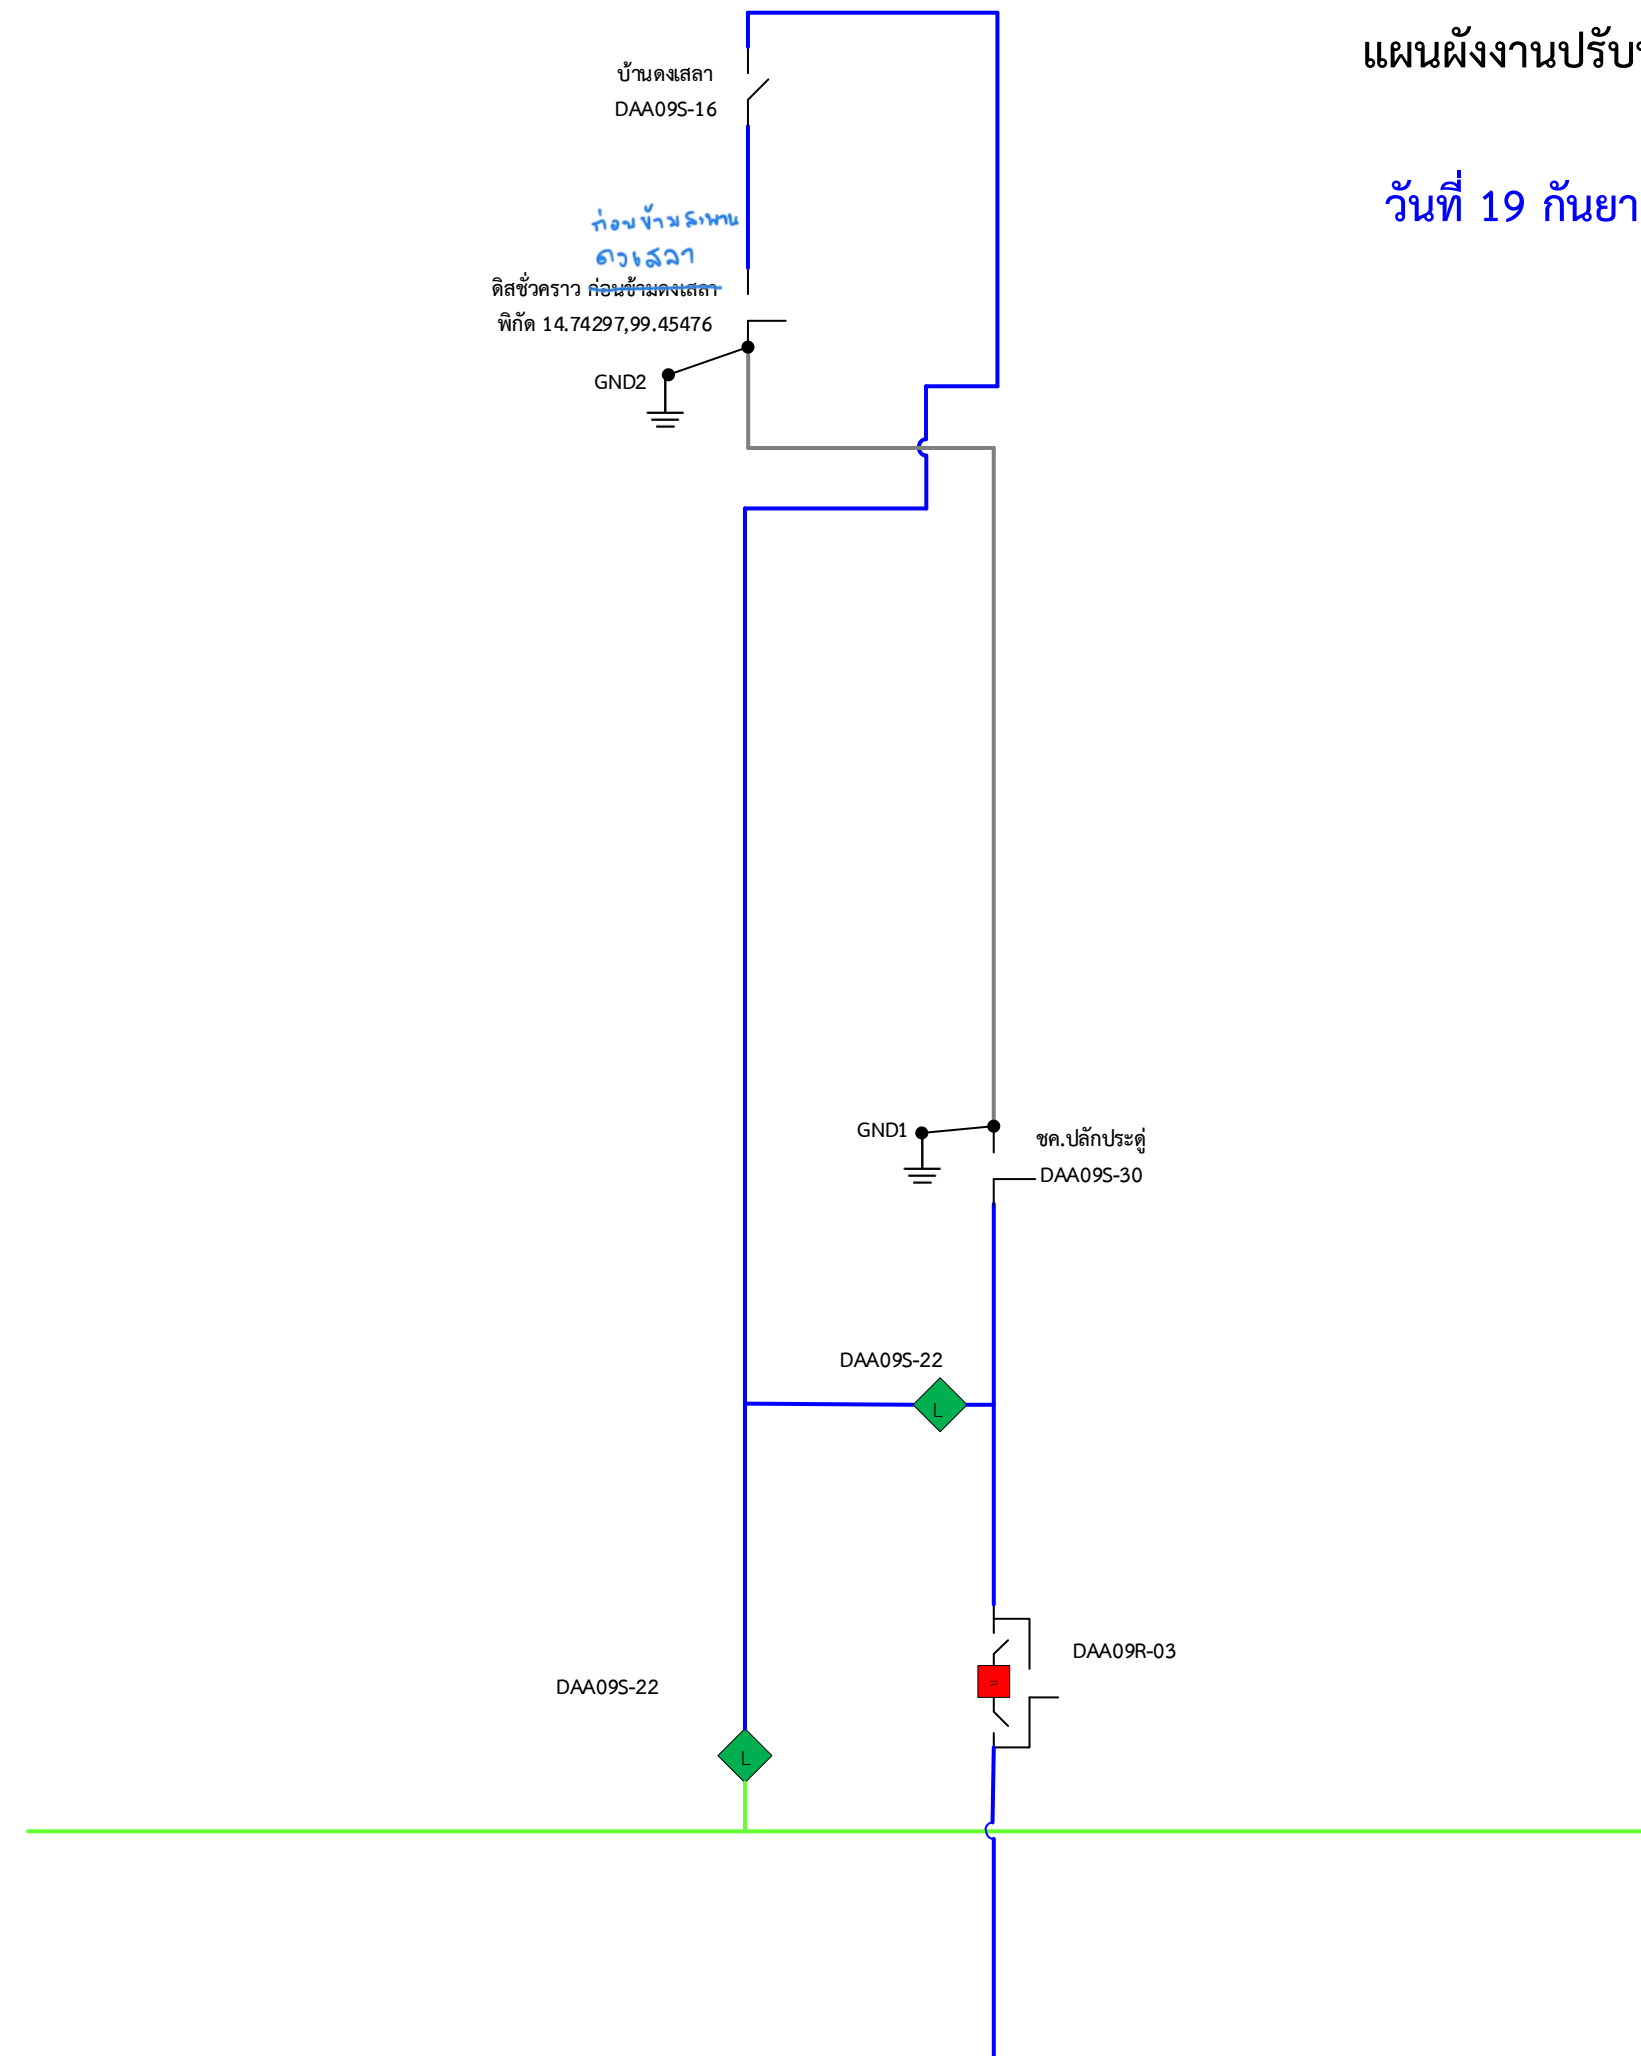 แผนผังงานปรับ
วันที่ 19 กันยา
บ้านดงเสลา
DAA09S-16
ก่อนข้ามสะพาน
ดงเสลา
ดิสชั่วคราว ก่อนข้ามดงเสลา
พิกัด 14.74297,99.45476
GND2
GND1
ชค.ปลักประดู่
DAA09S-30
DAA09S-22
L
DAA09R-03
R
DAA09S-22
L